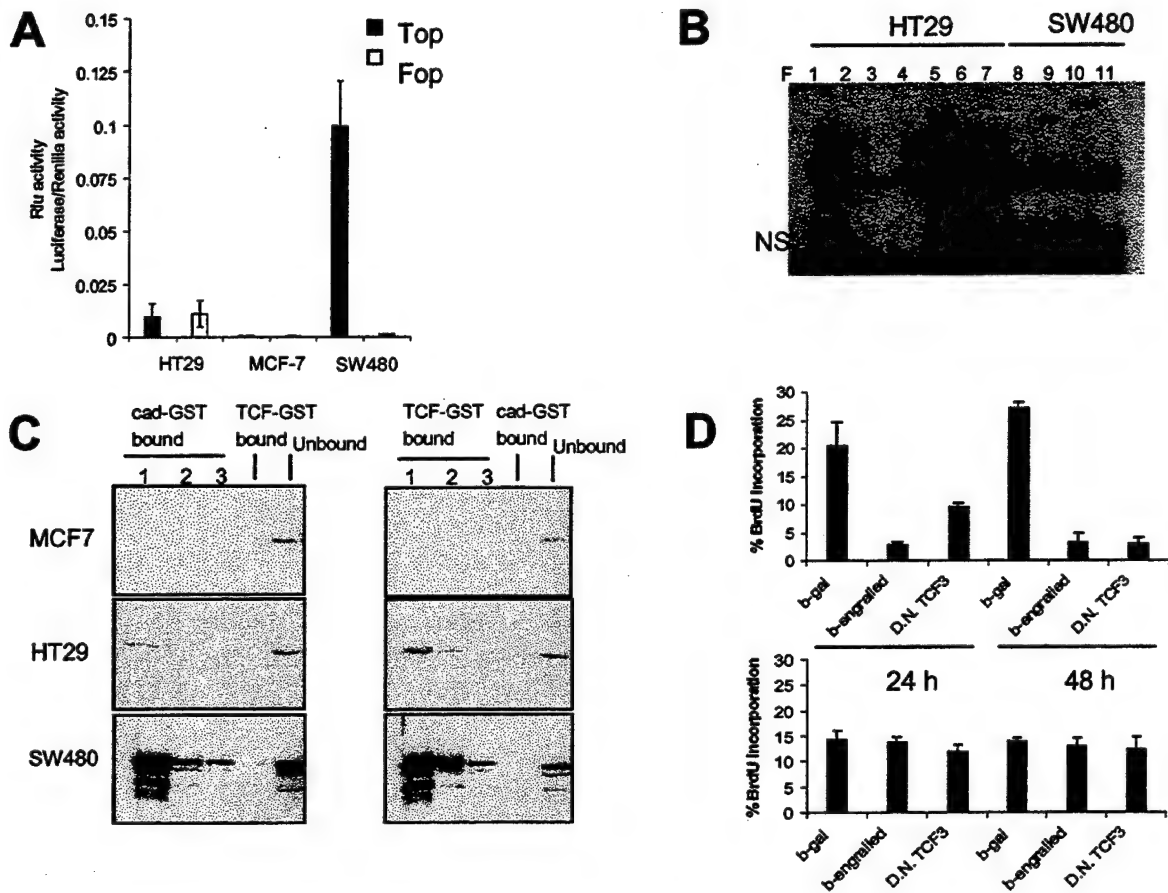 A
0.15
0.125
0.1
0.075
0.05
0.025
0
Rlu activity
Luciferase/Renilla activity
Top
Fop
HT29 MCF-7 SW480
B
HT29 SW480
F 1 2 3 4 5 6 7 8 9 10 11
NS
C
cad-GST TCF-GST
bound bound Unbound
1 2 3
TCF-GST cad-GST
bound bound Unbound
1 2 3
MCF7
HT29
SW480
D
% BrdU incorporation
30
25
20
15
10
5
0
b-gal
b-engrailed
D.N. TCF3
b-gal
b-engrailed
D.N. TCF3
24 h 48 h
% BrdU incorporation
30
25
20
15
10
5
0
b-gal
b-engrailed
D.N. TCF3
b-gal
b-engrailed
D.N. TCF3